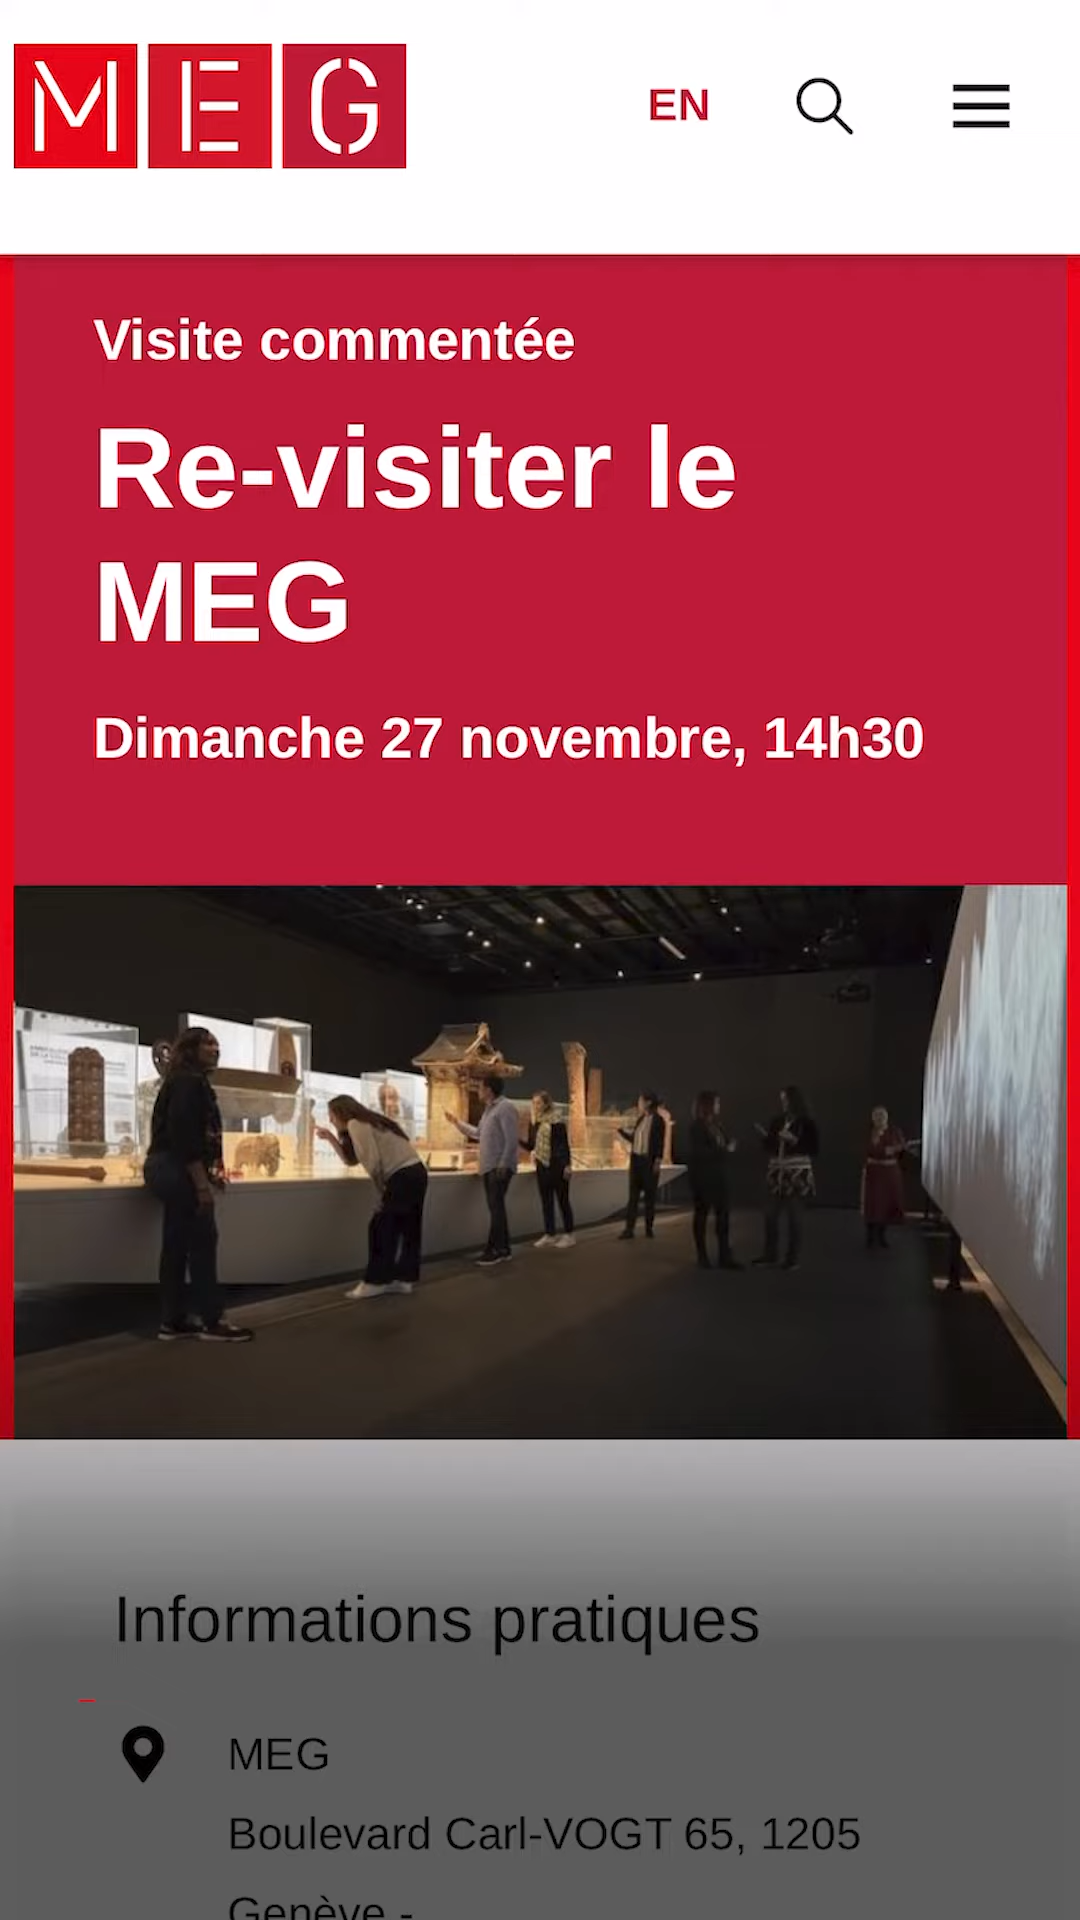 MEG
EN
Visite commentée
Re-visiter le
MEG
Dimanche 27 novembre, 14h30
Informations pratiques
MEG
Boulevard Carl-VOGT 65, 1205
Genève -